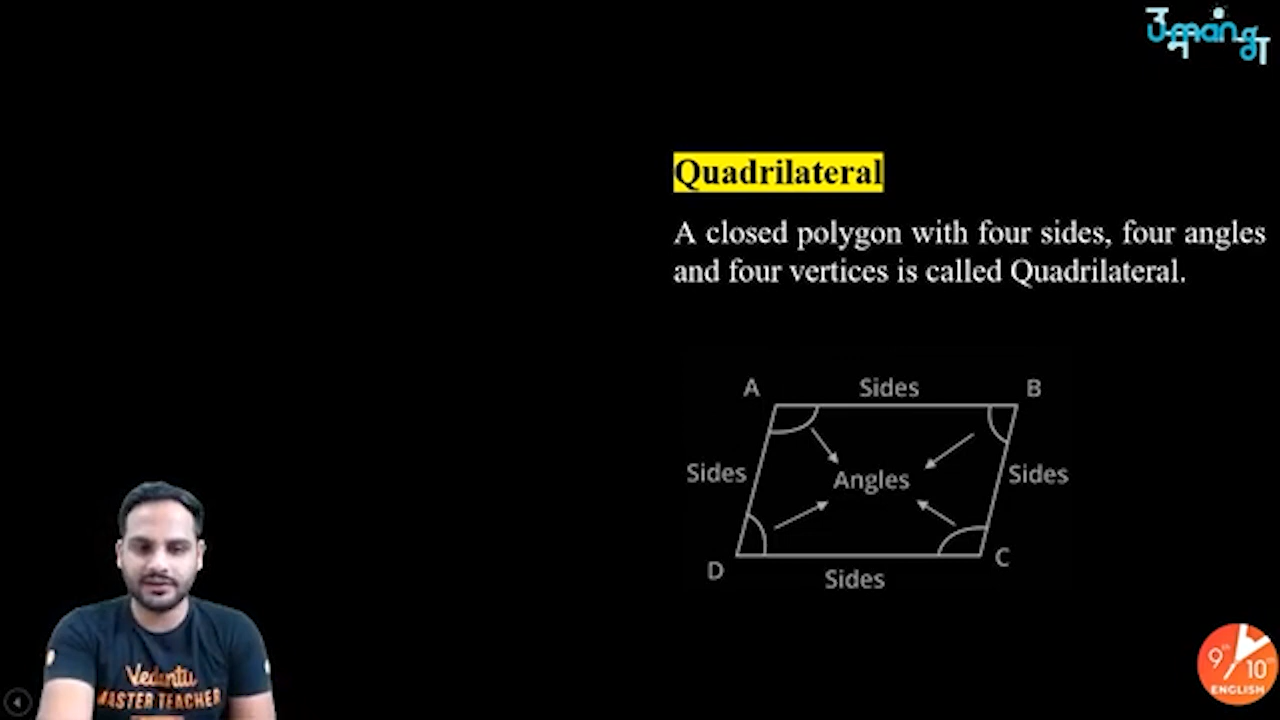 उमंग
Quadrilateral
A closed polygon with four sides, four angles
and four vertices is called Quadrilateral.
A Sides B
Sides Angles Sides
D Sides C
Vedantu
MASTER TEACHER
9th 10th
ENGLISH